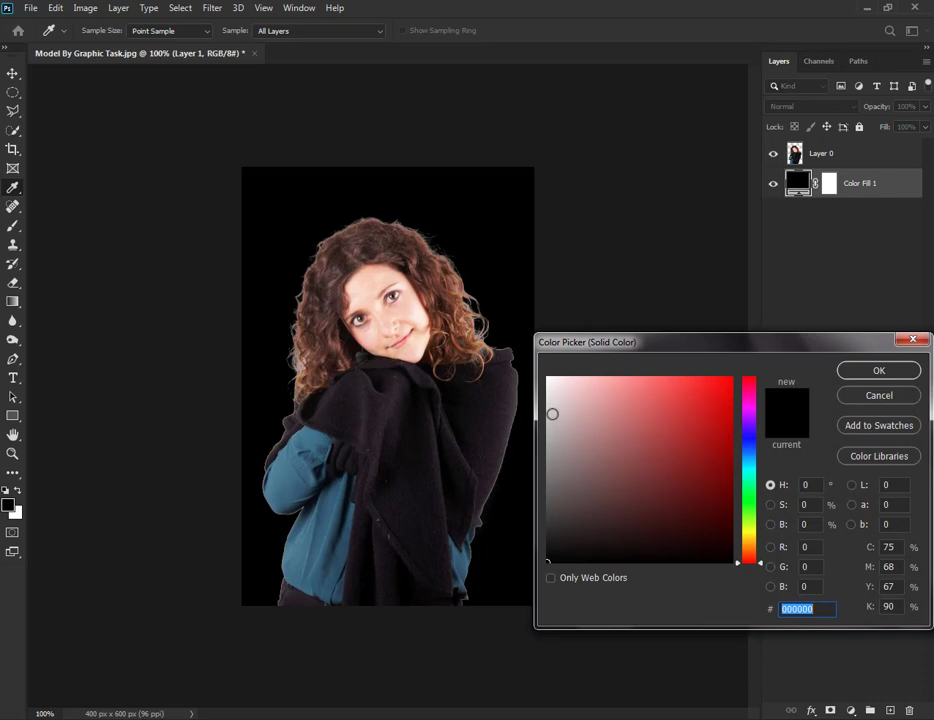 Ps File Edit Image Layer Type Select Filter 3D View Window Help
Sample Size: Point Sample Sample: All Layers Show Sampling Ring
Model By Graphic Task.jpg @ 100% (Layer 1, RGB/8#) *
Layers Channels Paths
Kind
Normal Opacity: 100%
Lock: Fill: 100%
Layer 0
Color Fill 1
Color Picker (Solid Color)
new
current
OK
Cancel
Add to Swatches
Color Libraries
H: 0 ° L: 0
S: 0 % a: 0
B: 0 % b: 0
R: 0 C: 75 %
G: 0 M: 68 %
B: 0 Y: 67 %
# 000000 K: 90 %
Only Web Colors
100% 400 px x 600 px (96 ppi)
fx